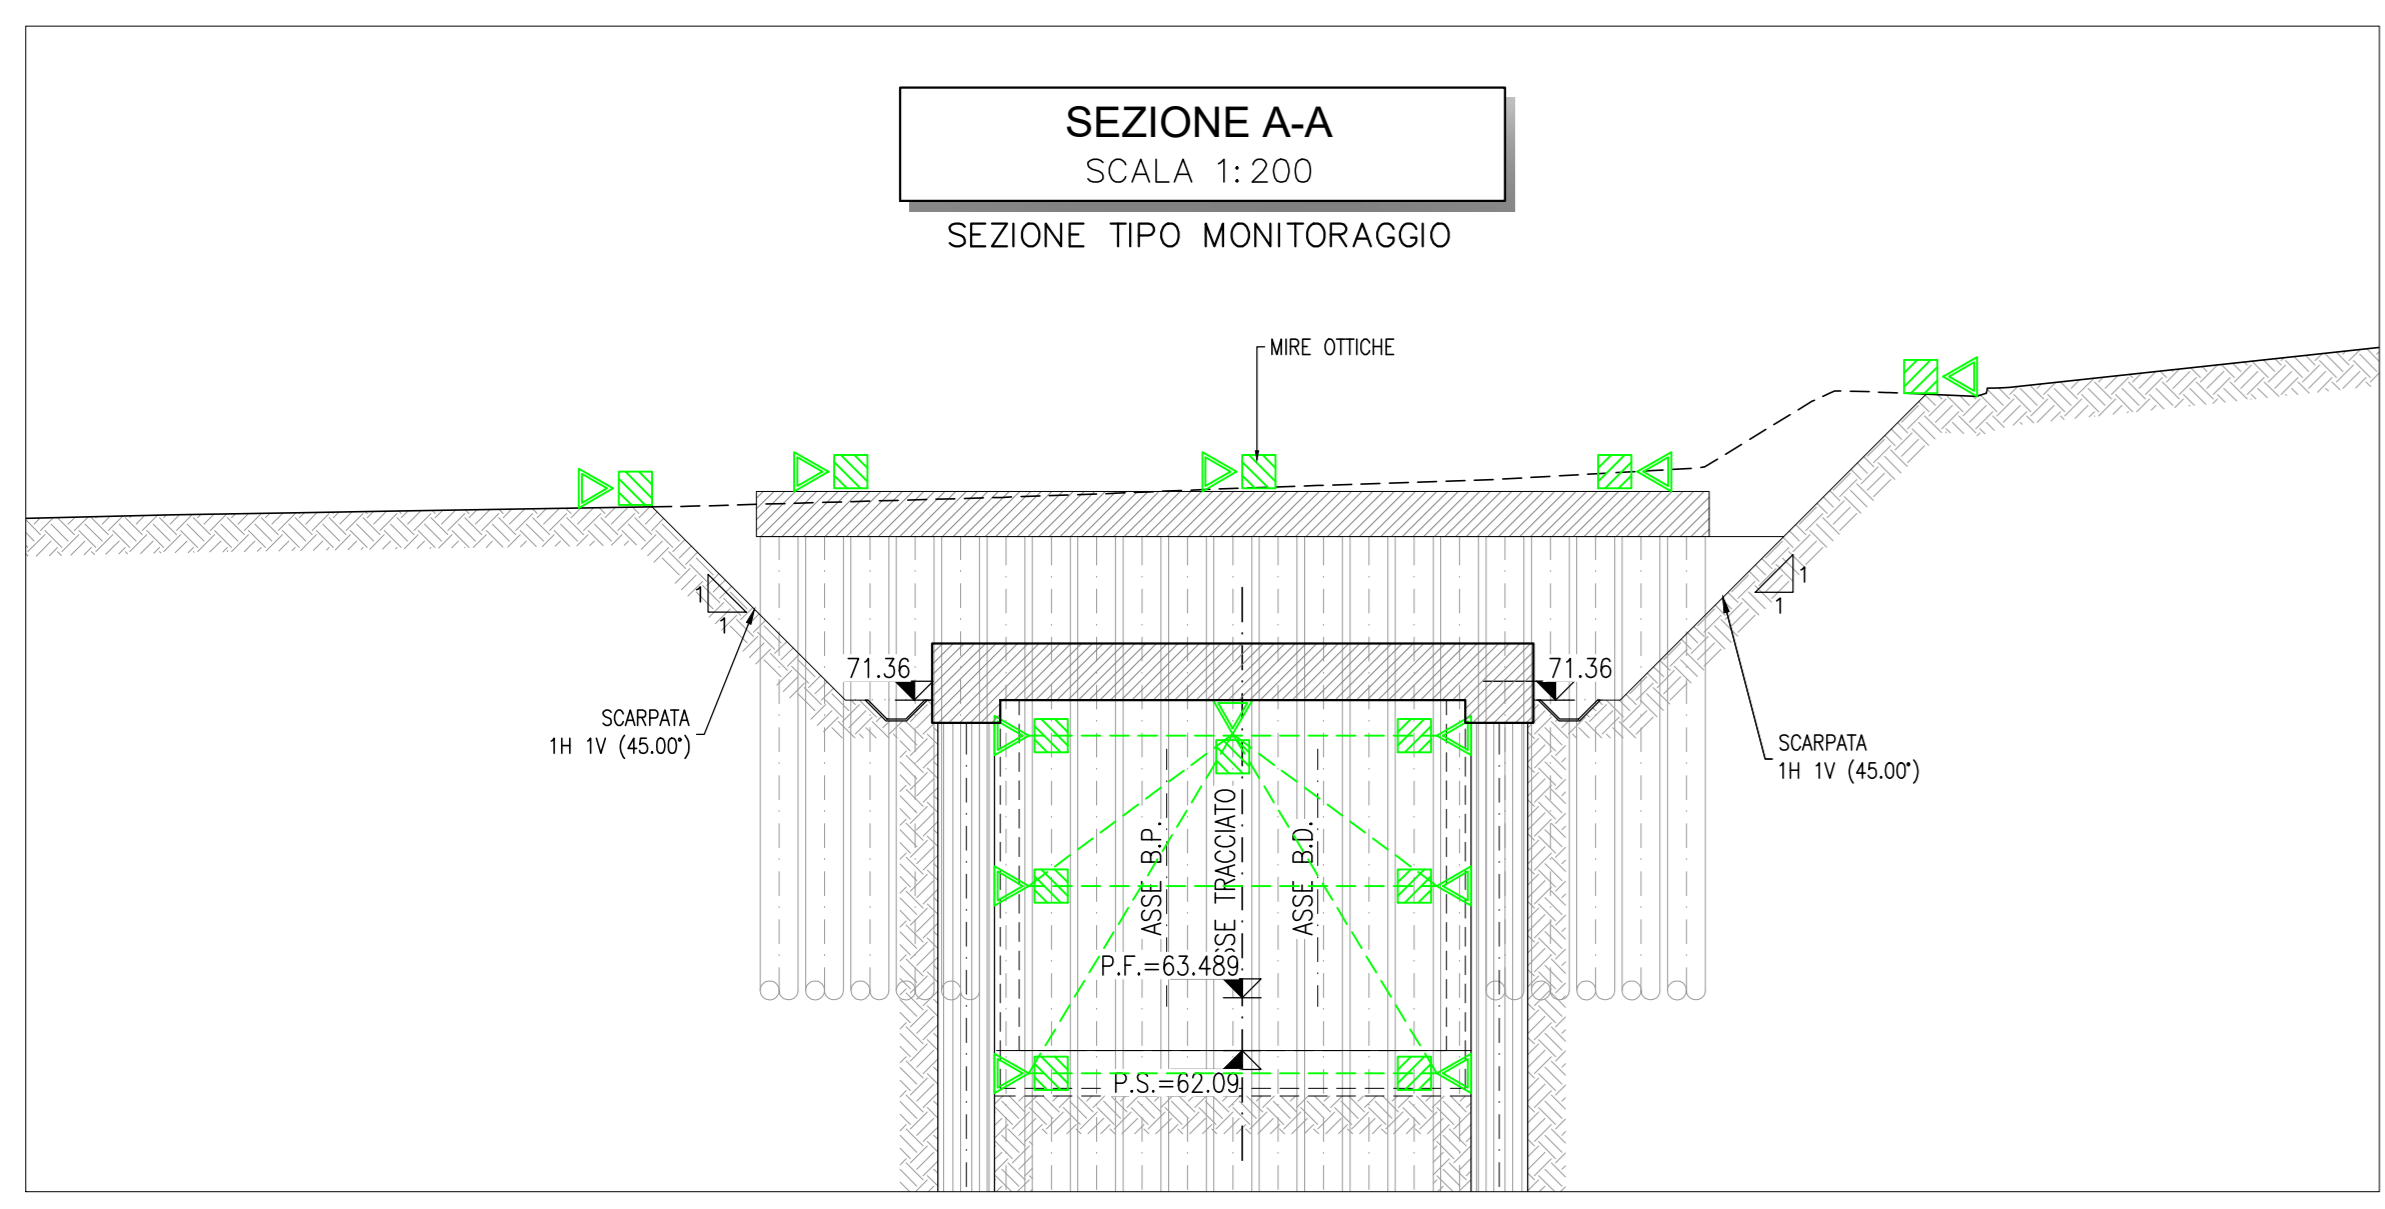 SEZIONE A-A
SCALA 1:200
SEZIONE TIPO MONITORAGGIO
MIRE OTTICHE
1
1
1
1
71.36
71.36
SCARPATA
1H 1V (45.00°)
SCARPATA
1H 1V (45.00°)
ASSE B.P.
ASSE TRACCIATO
ASSE B.D.
P.F.=63.489
P.S.=62.09